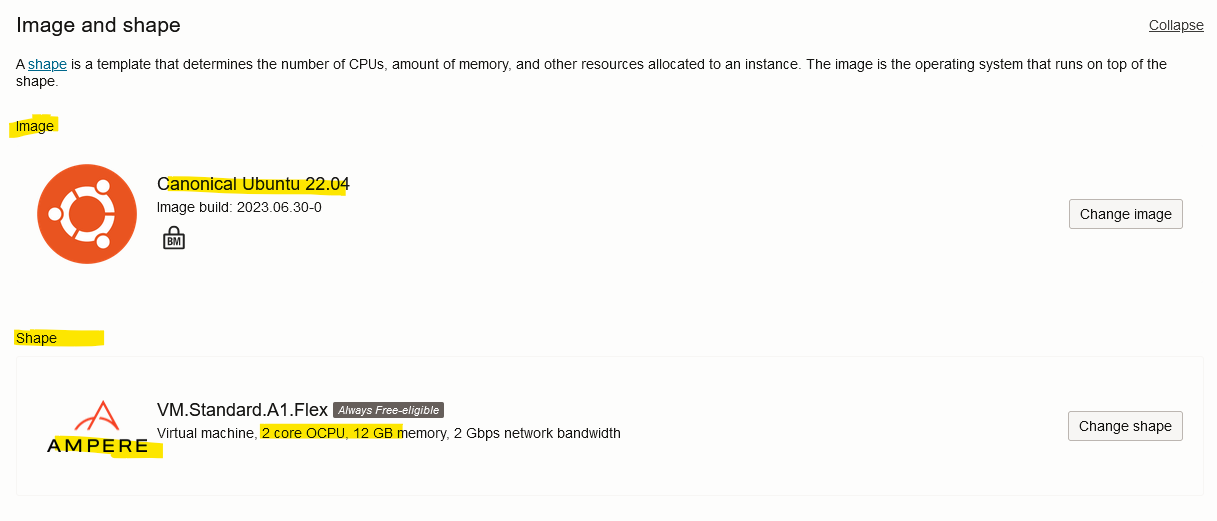 Image and shape
Collapse
A shape is a template that determines the number of CPUs, amount of memory, and other resources allocated to an instance. The image is the operating system that runs on top of the
shape.
Image
Canonical Ubuntu 22.04
Image build: 2023.06.30-0
BM
Change image
Shape
VM.Standard.A1.Flex Always Free-eligible
Virtual machine, 2 core OCPU, 12 GB memory, 2 Gbps network bandwidth
AMPERE
Change shape